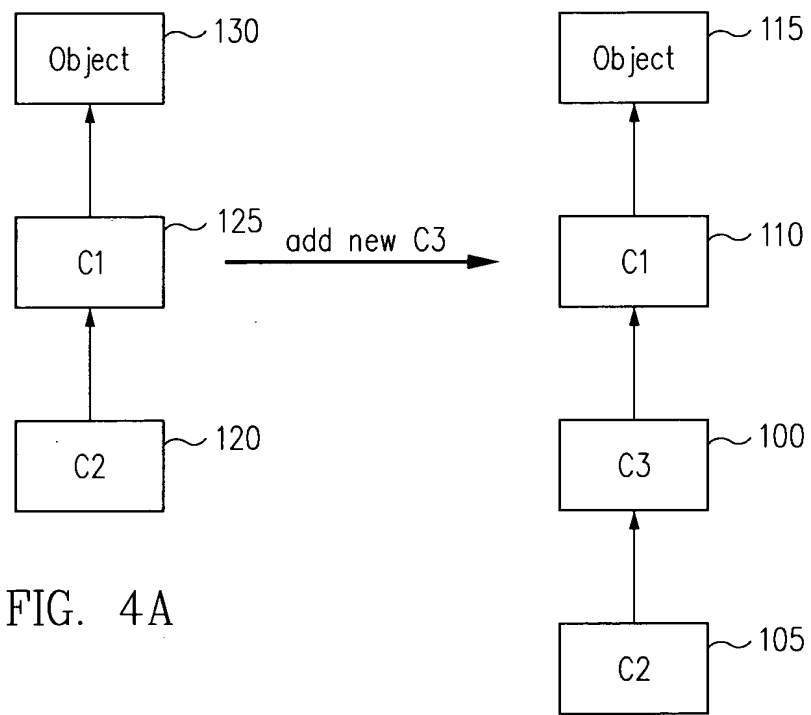 Object 130
C1 125
C2 120
add new C3
Object 115
C1 110
C3 100
C2 105
FIG. 4A